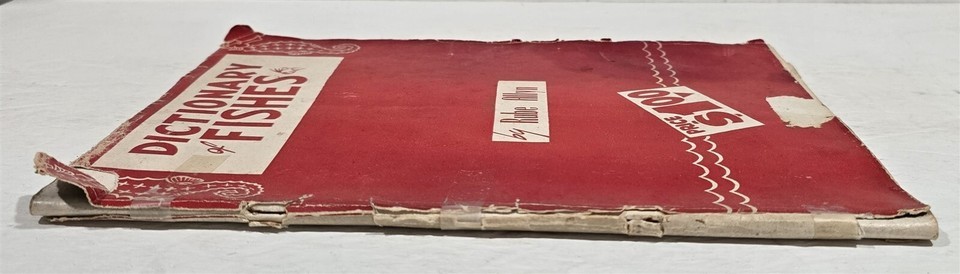 DICTIONARY
of FISHES
by Rube Allyn
PRICE
$1.00